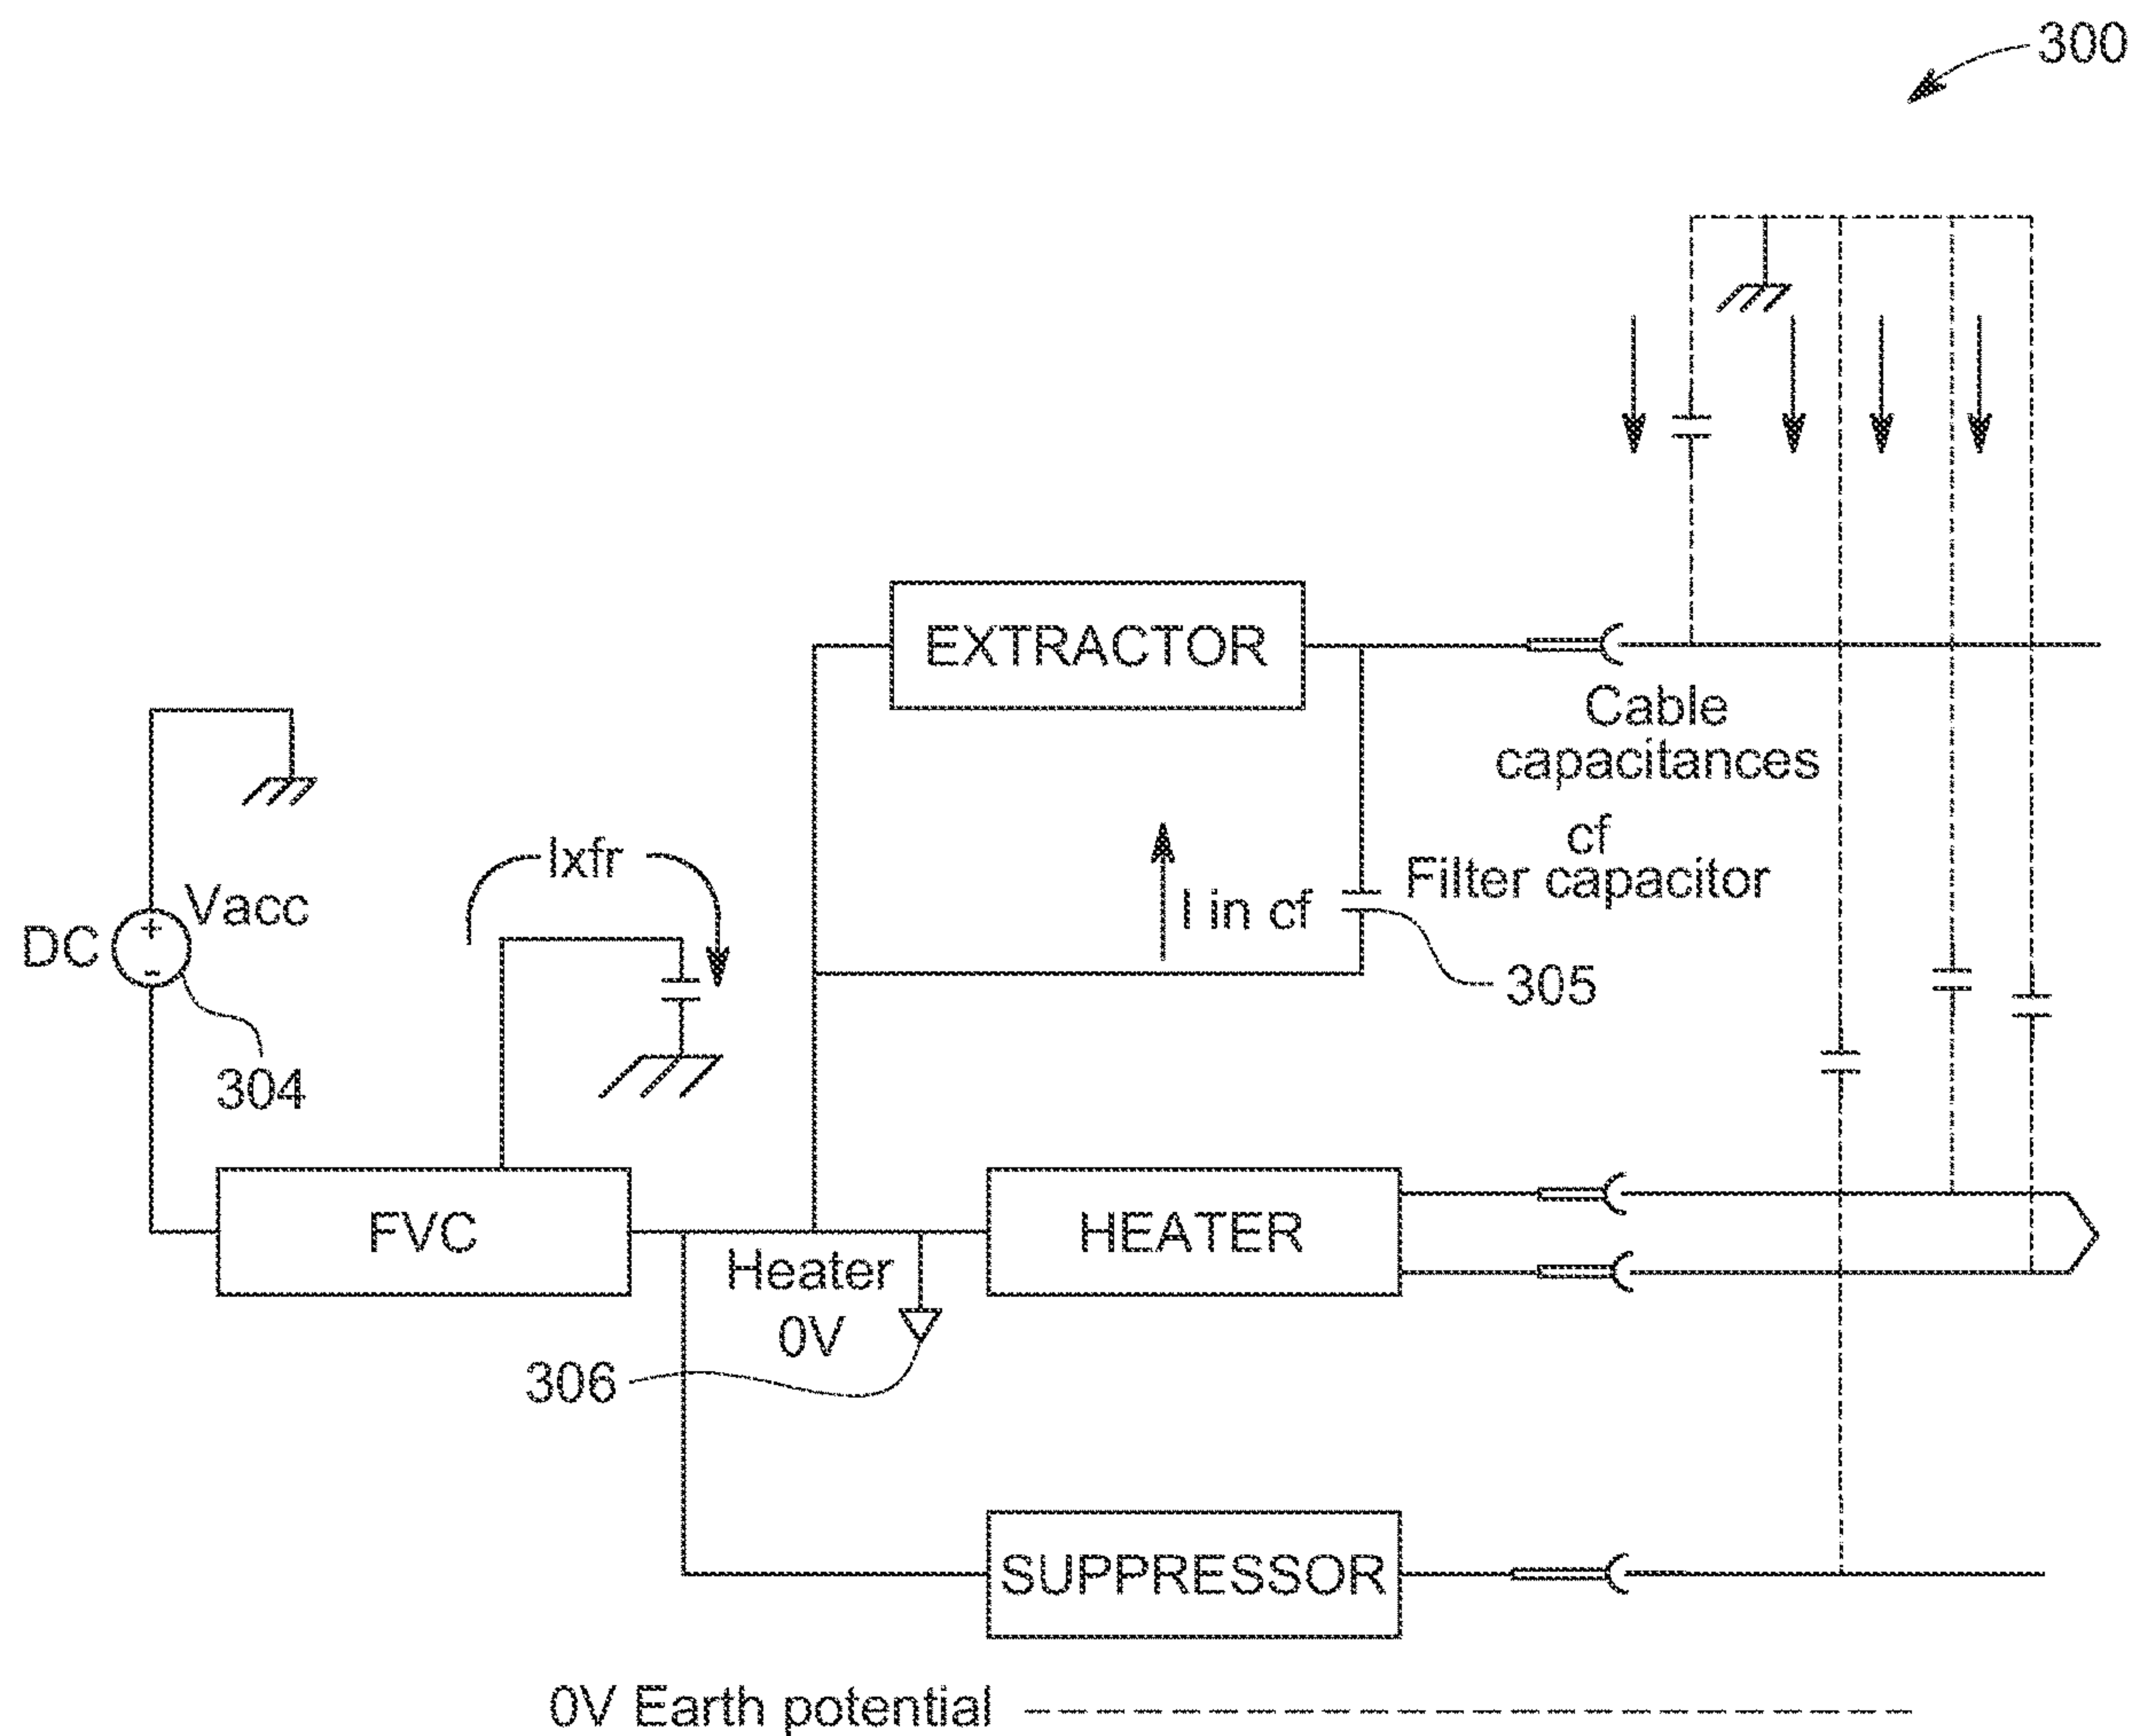 300
EXTRACTOR
Cable
capacitances
cf
Filter capacitor
Ixfr
Vacc
DC
+
-
I in cf
305
304
FVC
HEATER
Heater
0V
306
SUPPRESSOR
0V Earth potential